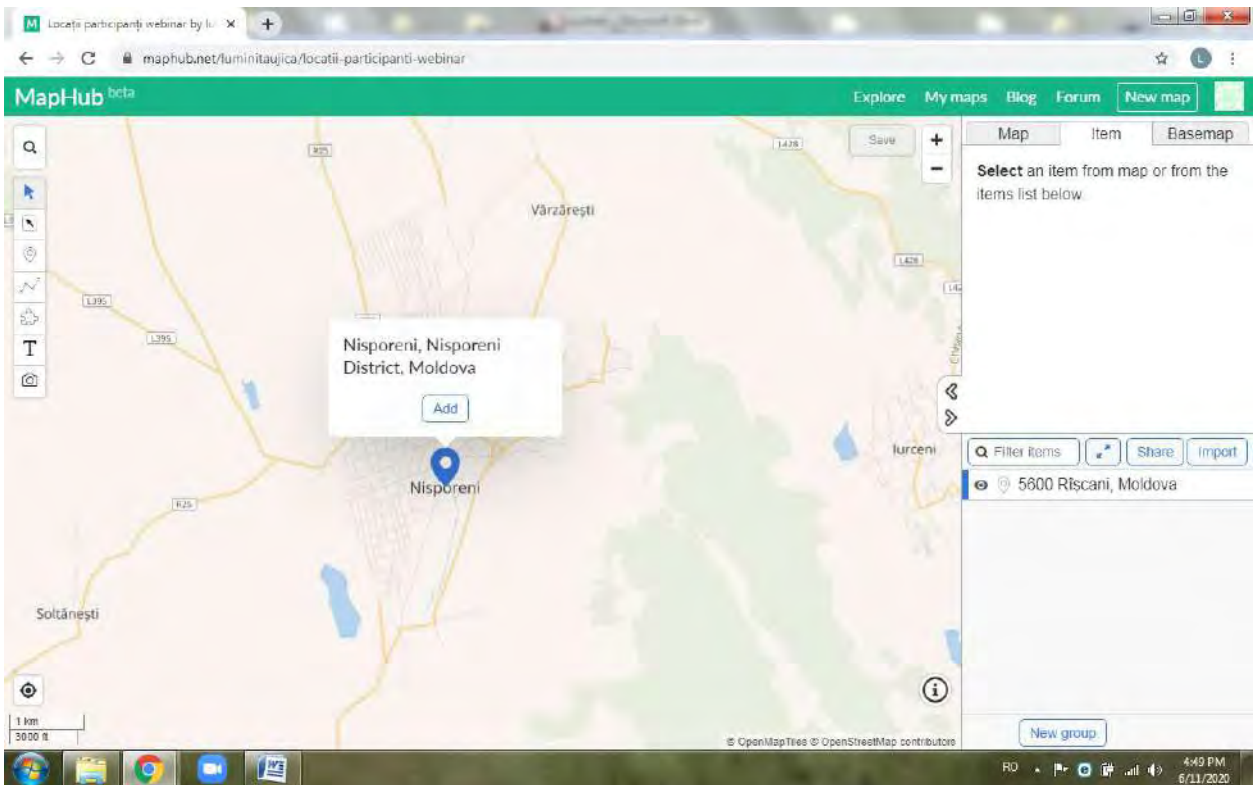 Locații participanți webinar by lu
maphub.net/luminitaujica/locatii-participanti-webinar
L
MapHub beta
Explore
My maps
Blog
Forum
New map
Save
+
−
Map
Item
Basemap
Select an item from map or from the
items list below
R25
L428
Vărzărești
L428
L395
L395
Nisporeni, Nisporeni
District, Moldova
Add
T
Iurceni
Nisporeni
R25
Filter items
Share
Import
5600 Rîșcani, Moldova
Soltănești
1 km
3000 ft
© OpenMapTiles © OpenStreetMap contributors
New group
RO
4:49 PM
6/11/2020